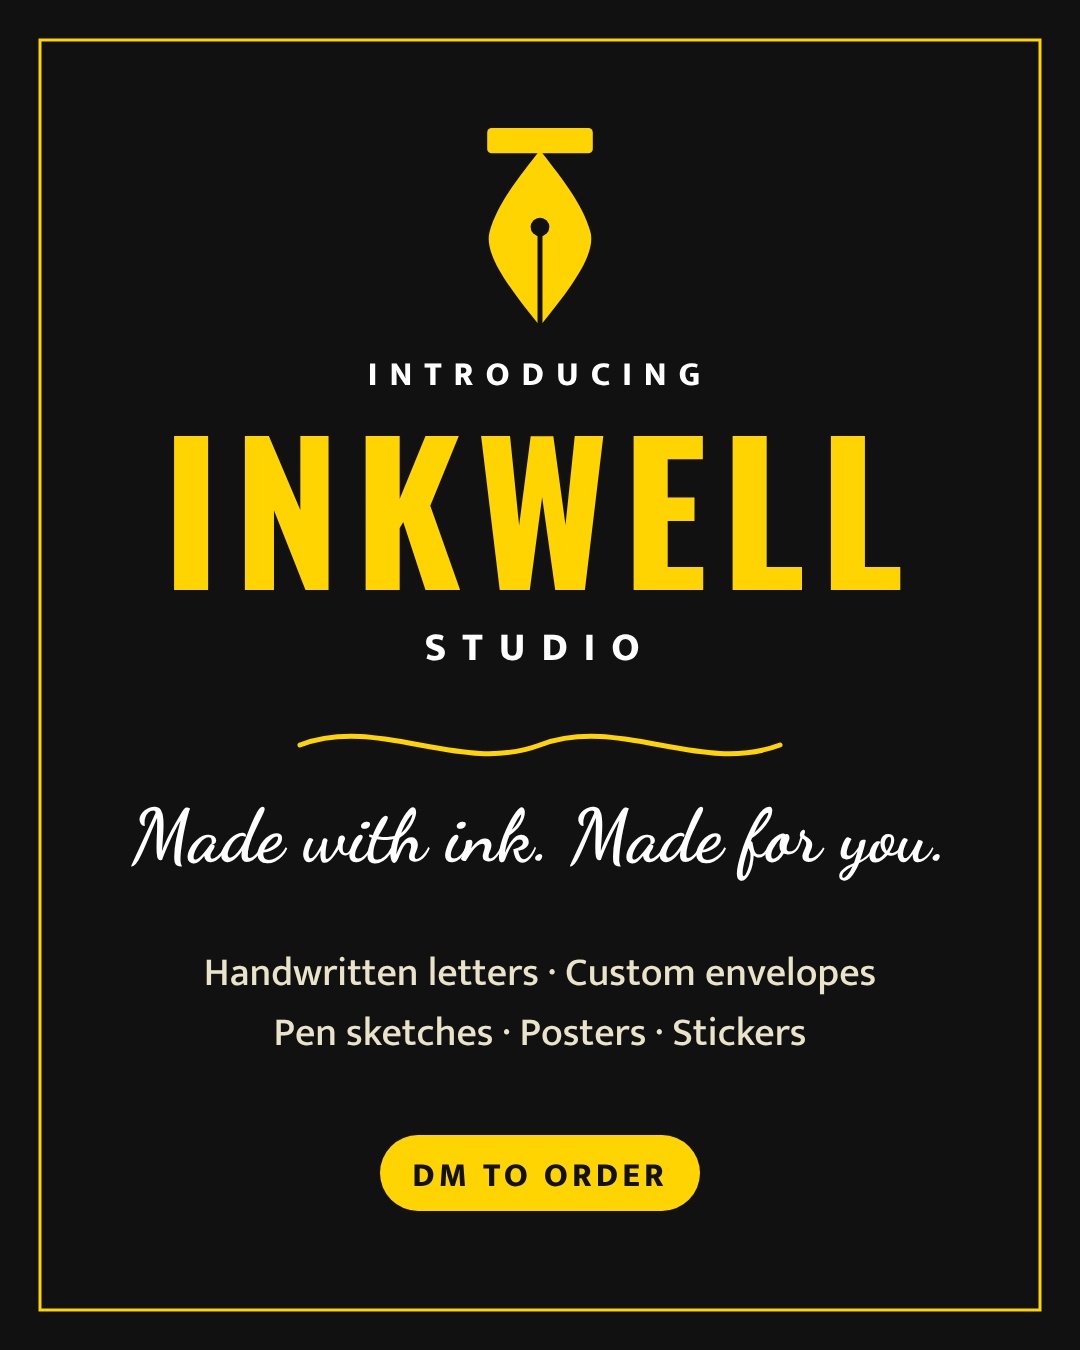 INTRODUCING
INKWELL
STUDIO
Made with ink. Made for you.
Handwritten letters · Custom envelopes
Pen sketches · Posters · Stickers
DM TO ORDER